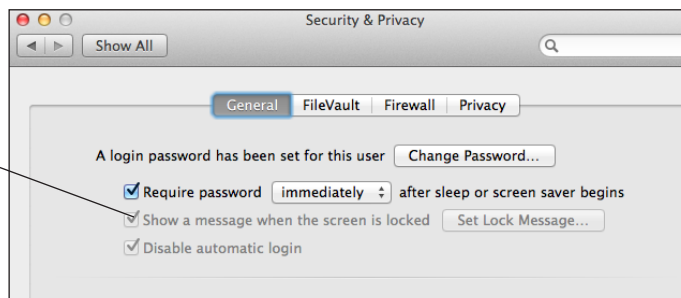 Security & Privacy
Show All
General FileVault Firewall Privacy
A login password has been set for this user Change Password...
Require password immediately after sleep or screen saver begins
Show a message when the screen is locked Set Lock Message...
Disable automatic login